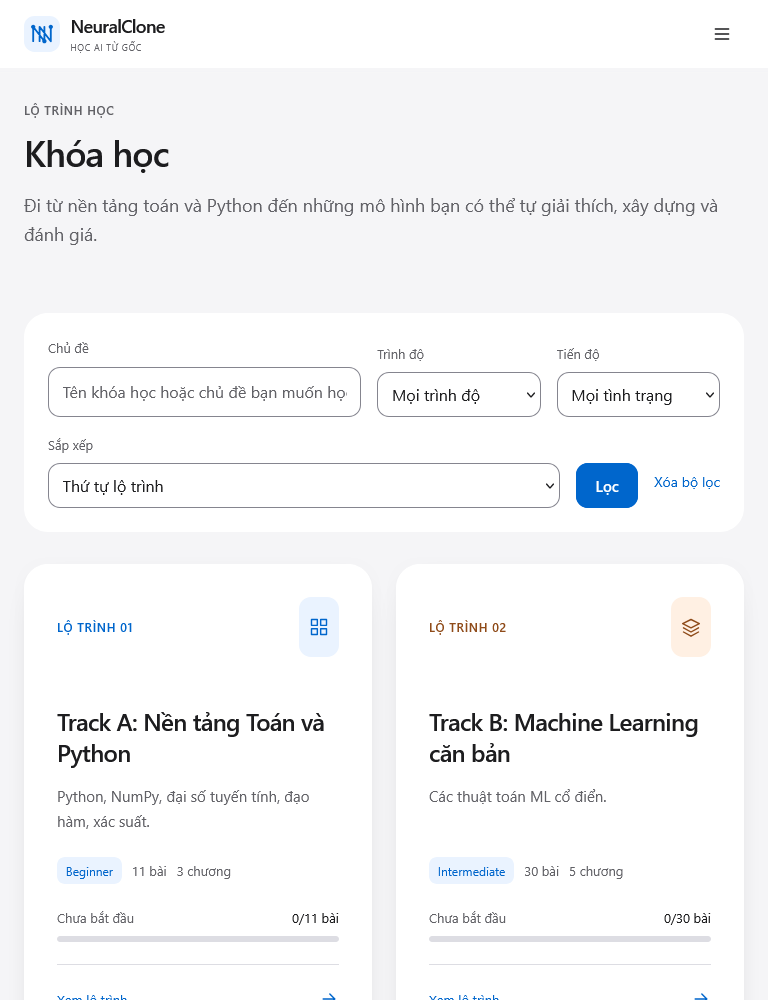 NeuralClone
HỌC AI TỪ GỐC
LỘ TRÌNH HỌC
Khóa học
Đi từ nền tảng toán và Python đến những mô hình bạn có thể tự giải thích, xây dựng và
đánh giá.
Chủ đề
Trình độ
Tiến độ
Tên khóa học hoặc chủ đề bạn muốn họ
Mọi trình độ
Mọi tình trạng
Sắp xếp
Thứ tự lộ trình
Lọc
Xóa bộ lọc
LỘ TRÌNH 01
Track A: Nền tảng Toán và
Python
Python, NumPy, đại số tuyến tính, đạo
hàm, xác suất.
Beginner 11 bài 3 chương
Chưa bắt đầu 0/11 bài
Xem lộ trình
LỘ TRÌNH 02
Track B: Machine Learning
căn bản
Các thuật toán ML cổ điển.
Intermediate 30 bài 5 chương
Chưa bắt đầu 0/30 bài
Xem lộ trình